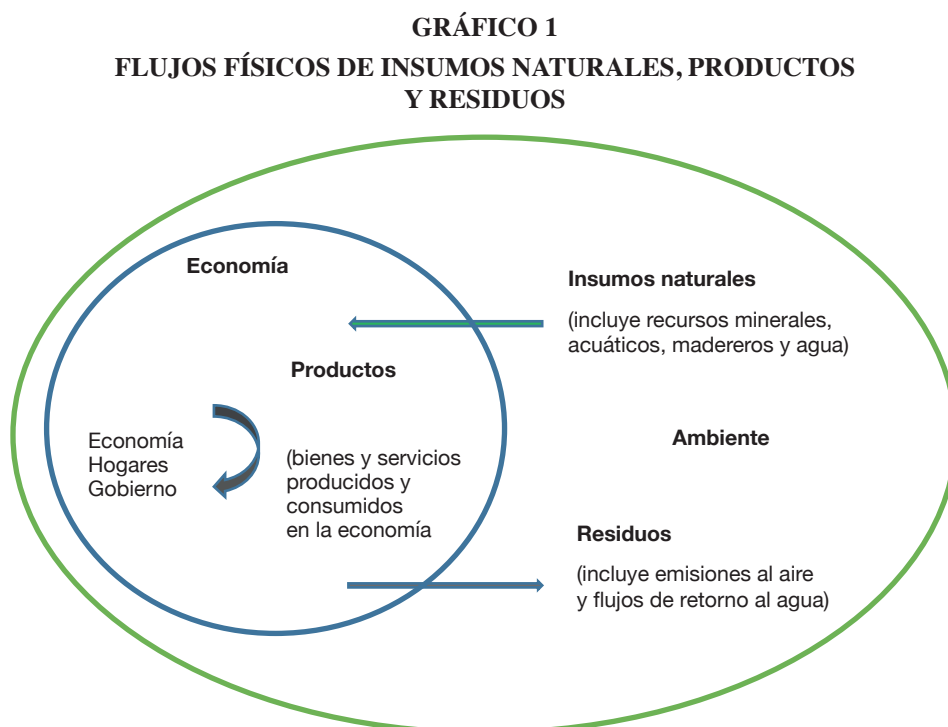 GRÁFICO 1
FLUJOS FÍSICOS DE INSUMOS NATURALES, PRODUCTOS
Y RESIDUOS
Economía
Insumos naturales
(incluye recursos minerales,
acuáticos, madereros y agua)
Productos
Economía
Hogares
Gobierno
(bienes y servicios
producidos y
consumidos
en la economía
Ambiente
Residuos
(incluye emisiones al aire
y flujos de retorno al agua)